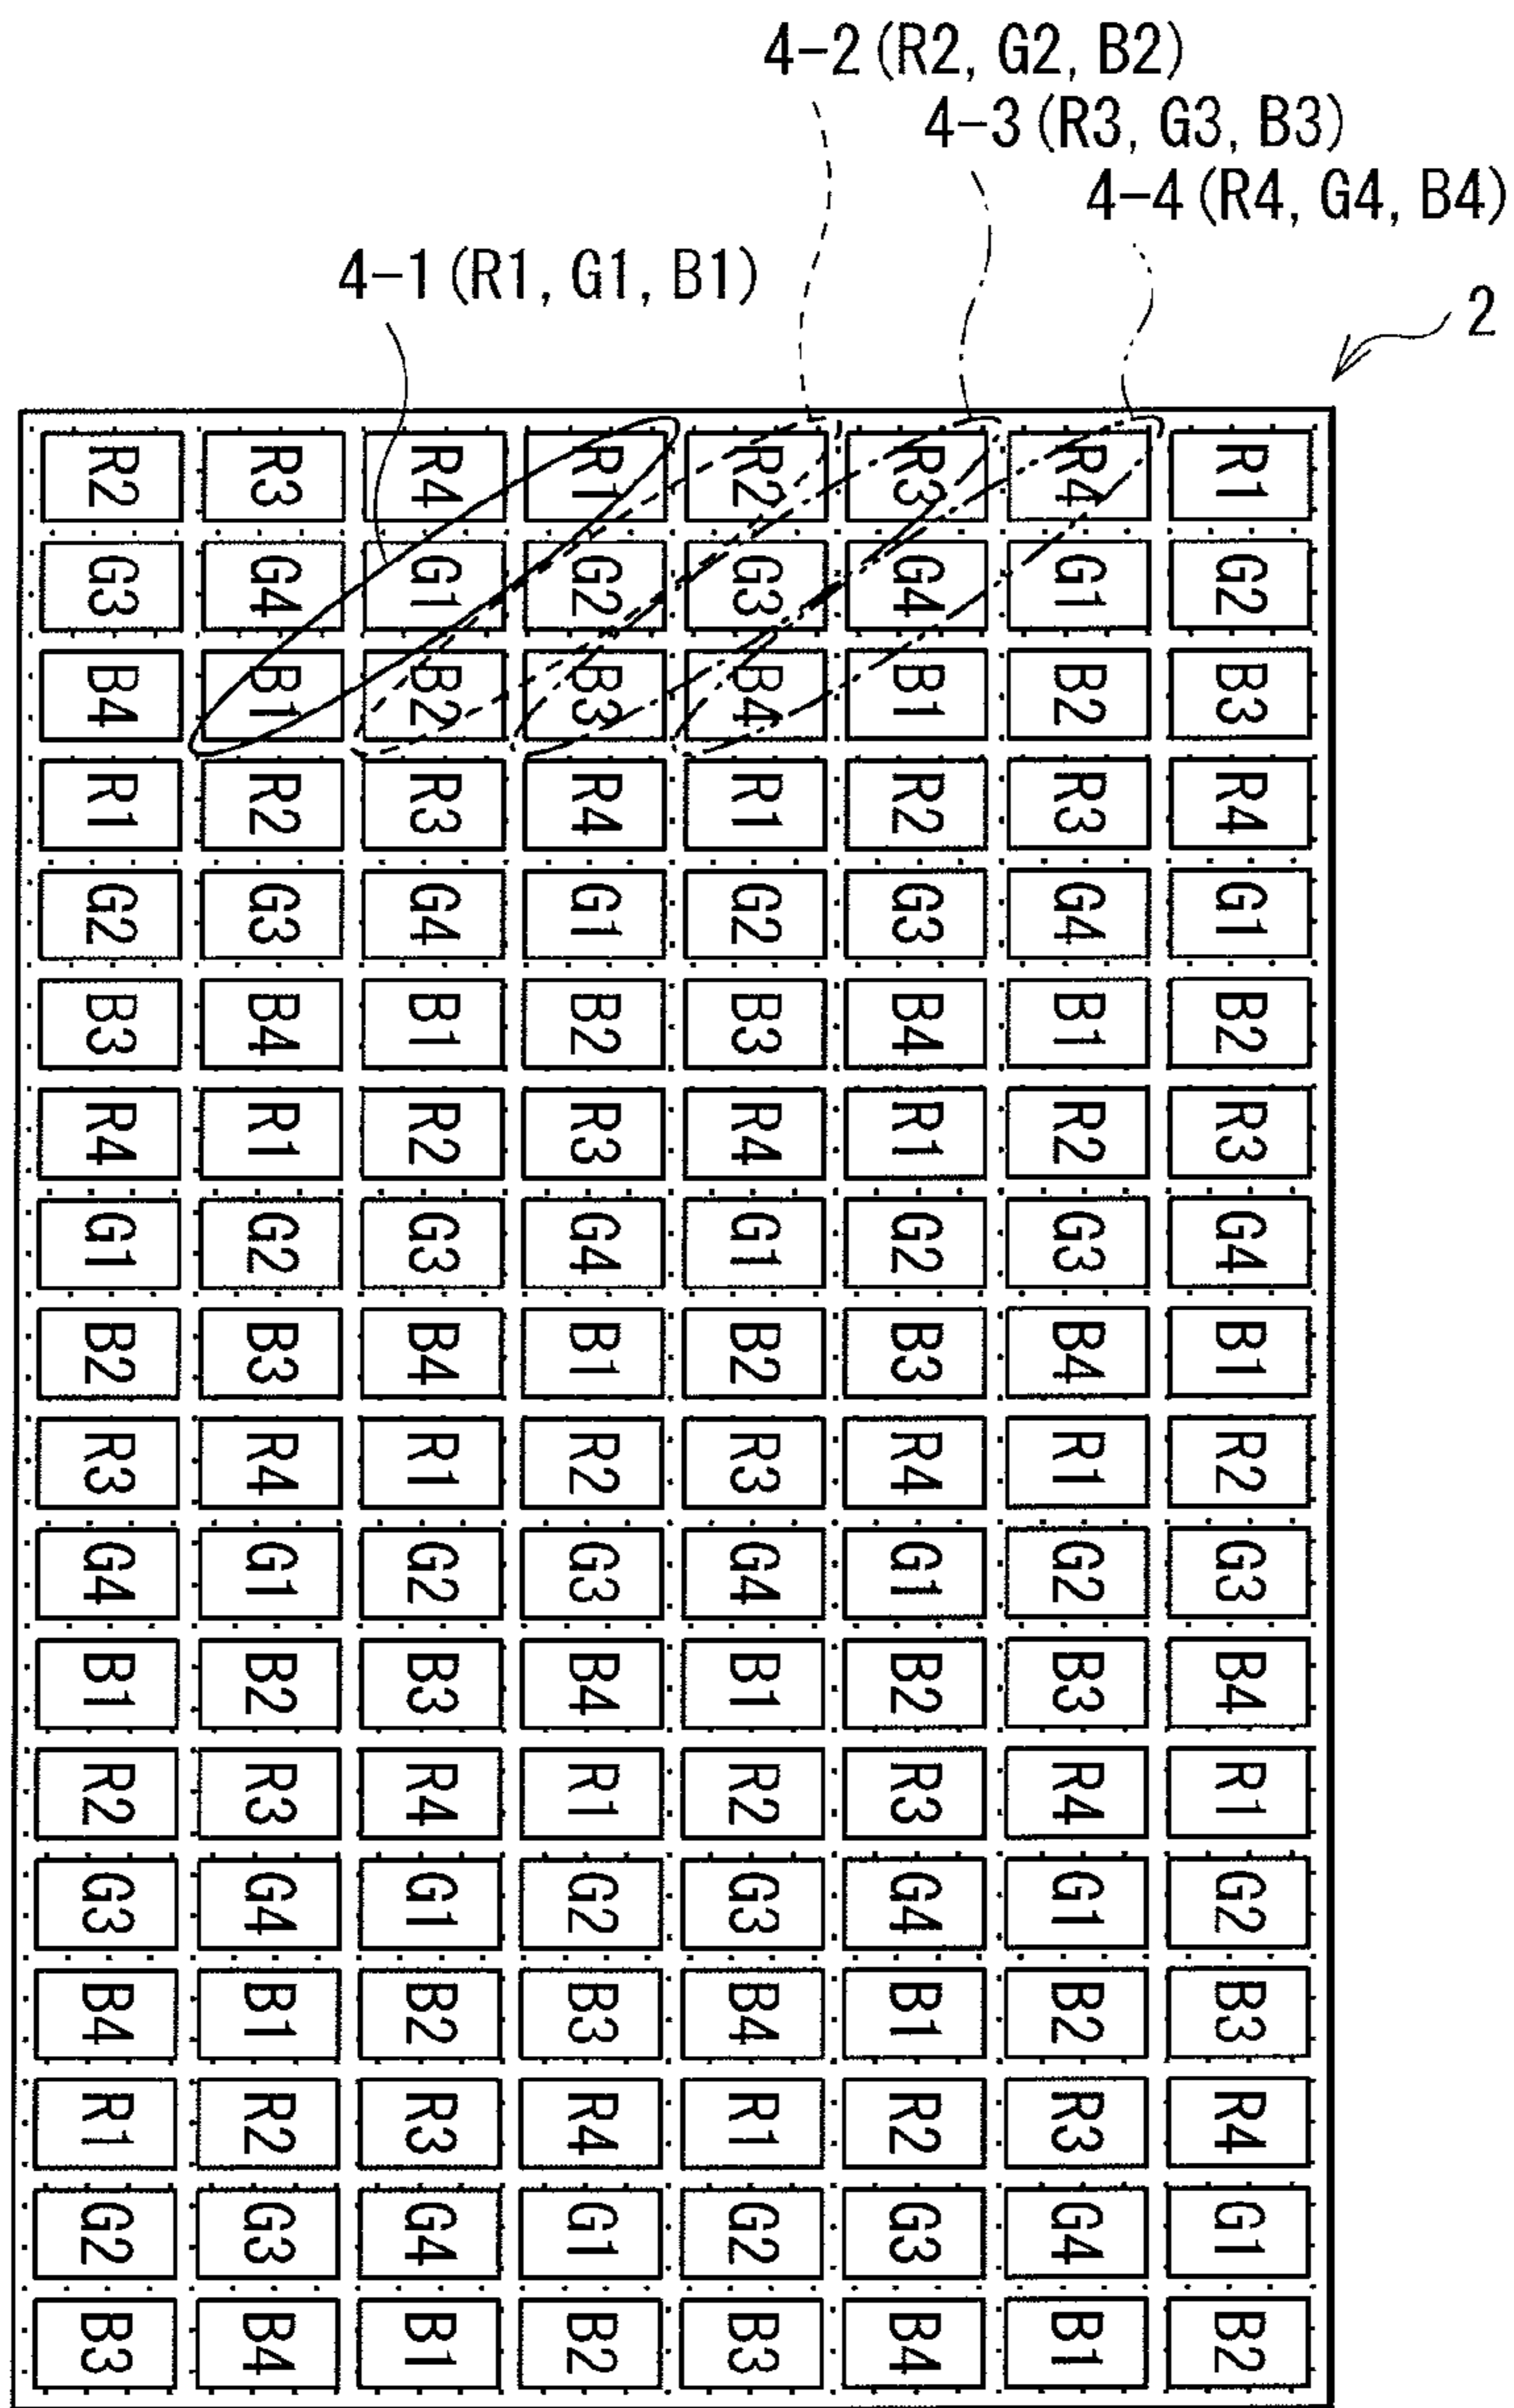 4-2 (R2, G2, B2)
4-3 (R3, G3, B3)
4-4 (R4, G4, B4)
4-1 (R1, G1, B1)
2
R2 R3 R4 R1 R2 R3 R4 R1
G3 G4 G1 G2 G3 G4 G1 G2
B4 B1 B2 B3 B4 B1 B2 B3
R1 R2 R3 R4 R1 R2 R3 R4
G2 G3 G4 G1 G2 G3 G4 G1
B3 B4 B1 B2 B3 B4 B1 B2
R4 R1 R2 R3 R4 R1 R2 R3
G1 G2 G3 G4 G1 G2 G3 G4
B2 B3 B4 B1 B2 B3 B4 B1
R3 R4 R1 R2 R3 R4 R1 R2
G4 G1 G2 G3 G4 G1 G2 G3
B1 B2 B3 B4 B1 B2 B3 B4
R2 R3 R4 R1 R2 R3 R4 R1
G3 G4 G1 G2 G3 G4 G1 G2
B4 B1 B2 B3 B4 B1 B2 B3
R1 R2 R3 R4 R1 R2 R3 R4
G2 G3 G4 G1 G2 G3 G4 G1
B3 B4 B1 B2 B3 B4 B1 B2